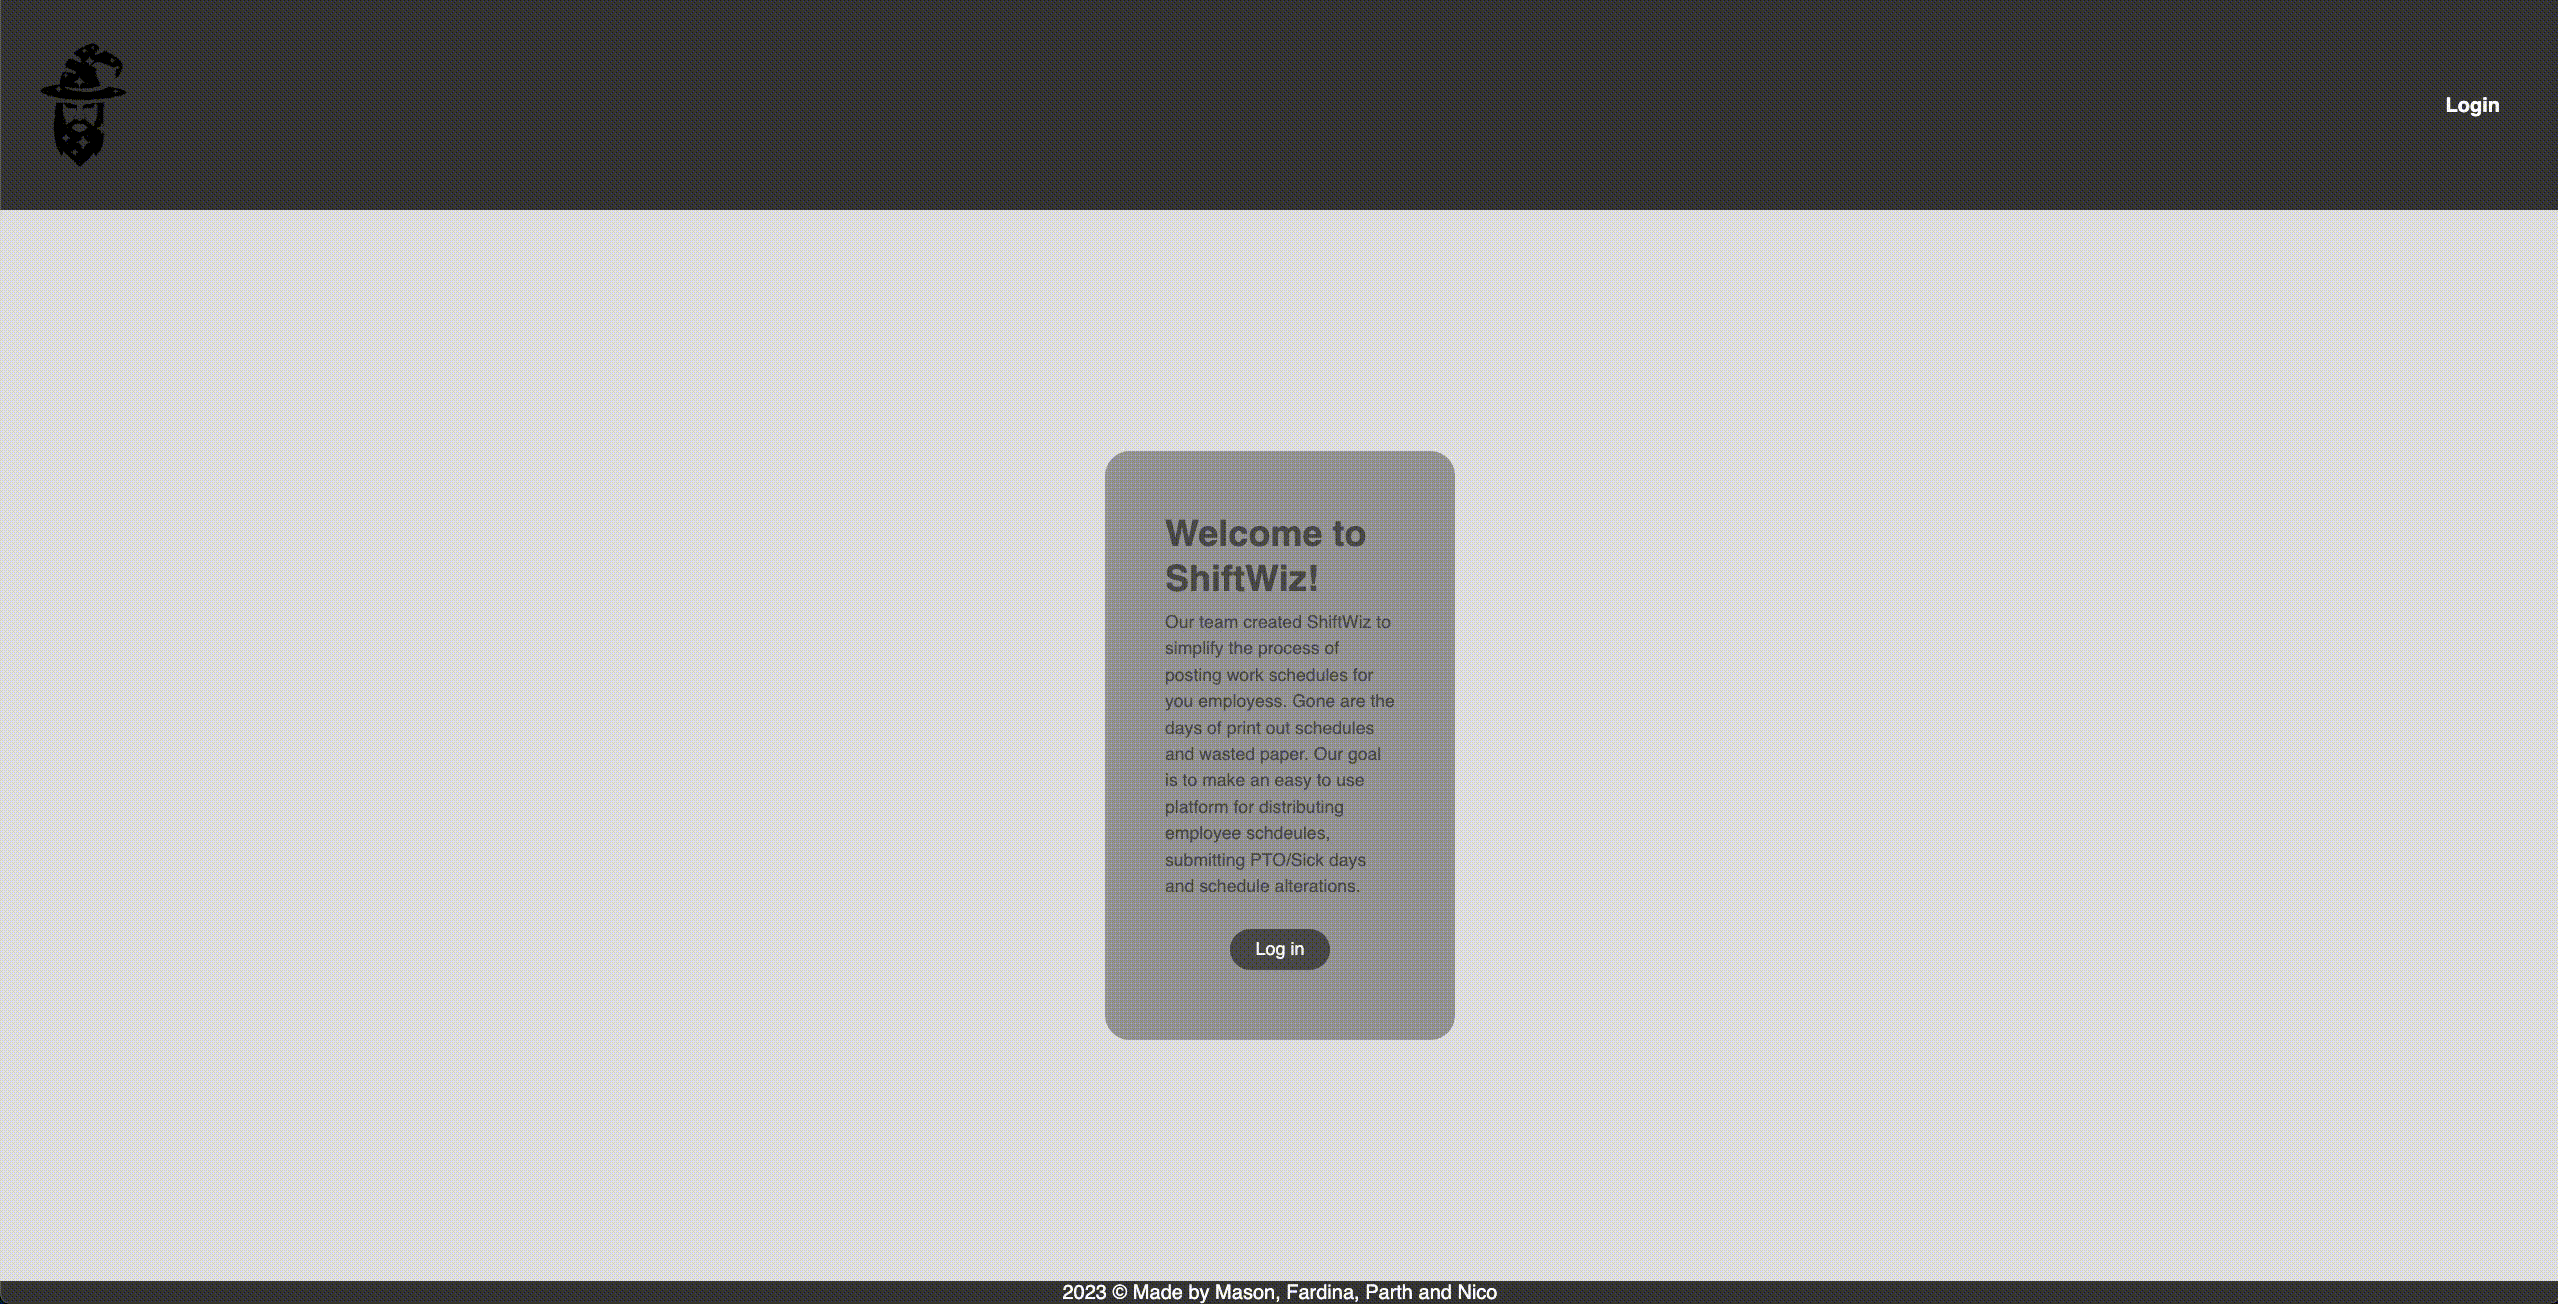 Login
Welcome to
ShiftWiz!
Our team created ShiftWiz to
simplify the process of
posting work schedules for
you employess. Gone are the
days of print out schedules
and wasted paper. Our goal
is to make an easy to use
platform for distributing
employee schdeules,
submitting PTO/Sick days
and schedule alterations.
Log in
2023 © Made by Mason, Fardina, Parth and Nico